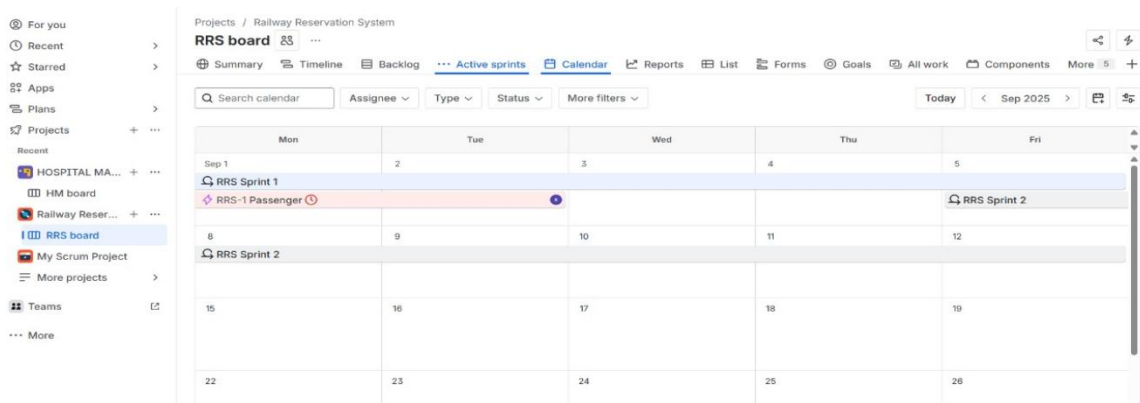 For you
Recent
Starred
Apps
Plans
Projects
Recent
HOSPITAL MA...
HM board
Railway Reser...
RRS board
My Scrum Project
More projects
Teams
More
Projects / Railway Reservation System
RRS board
Summary Timeline Backlog Active sprints Calendar Reports List Forms Goals All work Components More 5
Search calendar Assignee Type Status More filters Today Sep 2025
Mon Tue Wed Thu Fri
Sep 1 2 3 4 5
RRS Sprint 1
RRS-1 Passenger RRS Sprint 2
8 9 10 11 12
RRS Sprint 2
15 16 17 18 19
22 23 24 25 26